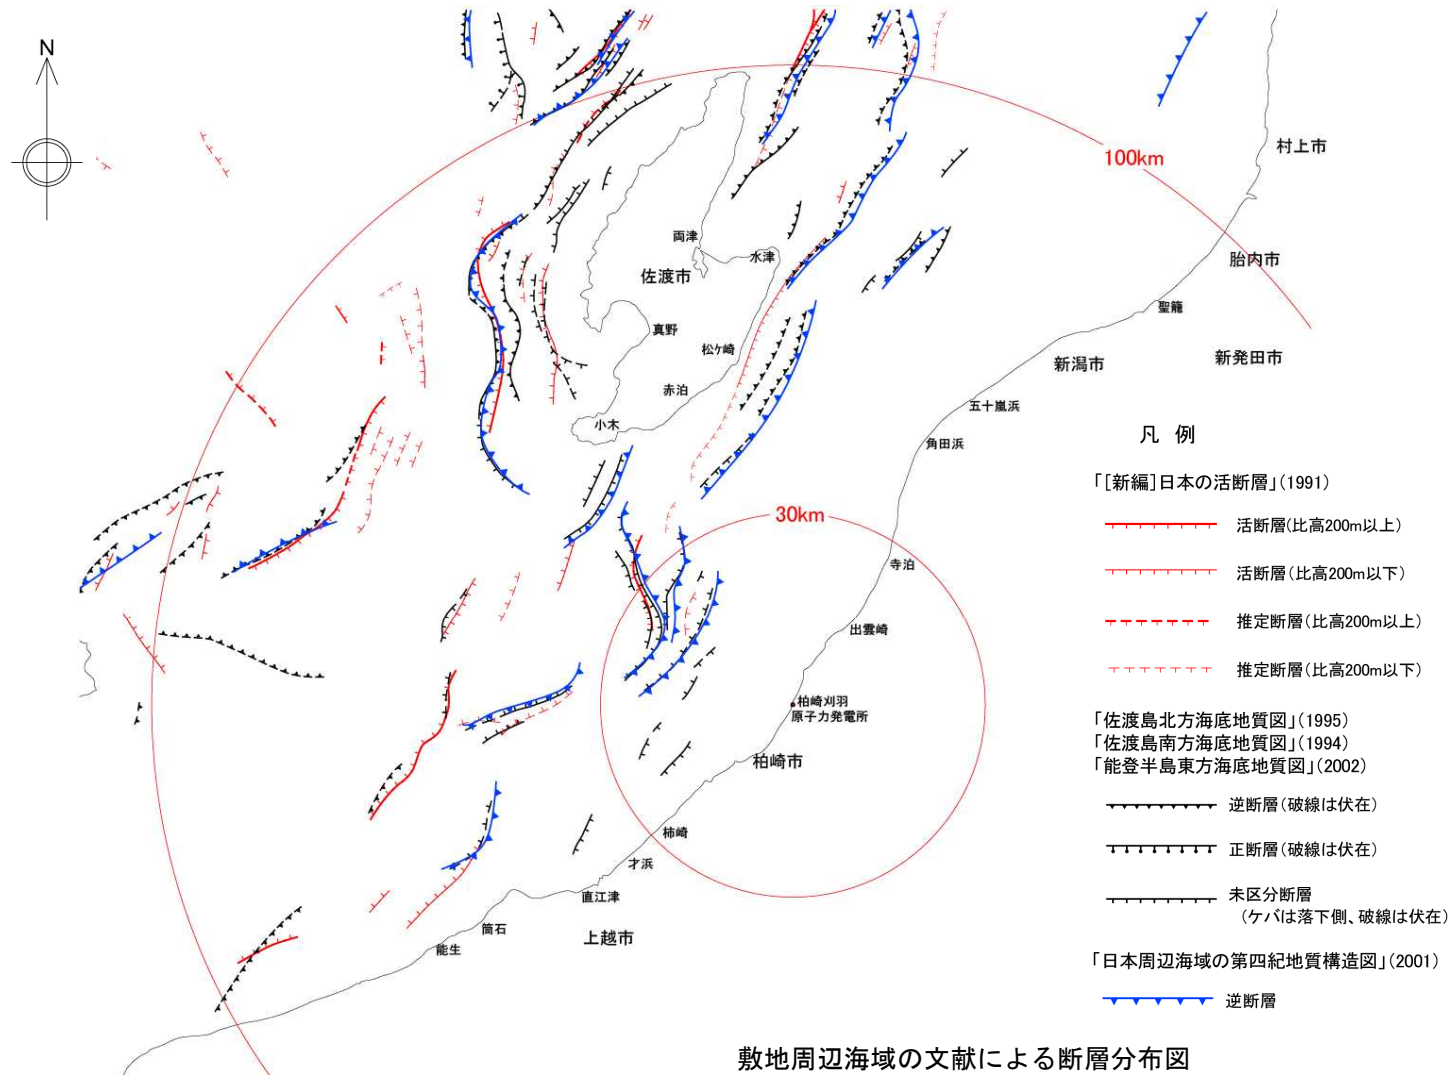 N
100km
村上市
胎内市
両津
水津
佐渡市
聖籠
真野
松ケ崎
新潟市
新発田市
赤泊
五十嵐浜
小木
角田浜
30km
寺泊
出雲崎
柏崎刈羽
原子力発電所
柏崎市
柿崎
才浜
直江津
筒石
上越市
能生
凡 例
「[新編]日本の活断層」(1991)
活断層(比高200m以上)
活断層(比高200m以下)
推定断層(比高200m以上)
推定断層(比高200m以下)
「佐渡島北方海底地質図」(1995)
「佐渡島南方海底地質図」(1994)
「能登半島東方海底地質図」(2002)
逆断層(破線は伏在)
正断層(破線は伏在)
未区分断層
(ケバは落下側、破線は伏在)
「日本周辺海域の第四紀地質構造図」(2001)
逆断層
敷地周辺海域の文献による断層分布図